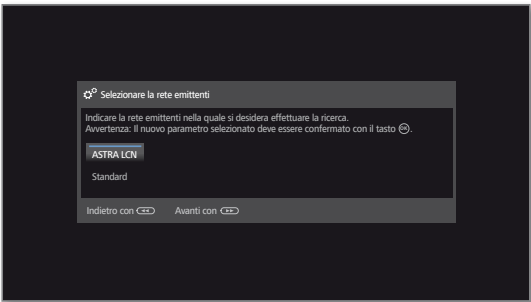 Selezionare la rete emittenti
Indicare la rete emittenti nella quale si desidera effettuare la ricerca.
Avvertenza: Il nuovo parametro selezionato deve essere confermato con il tasto OK.
ASTRA LCN
Standard
Indietro con Avanti con